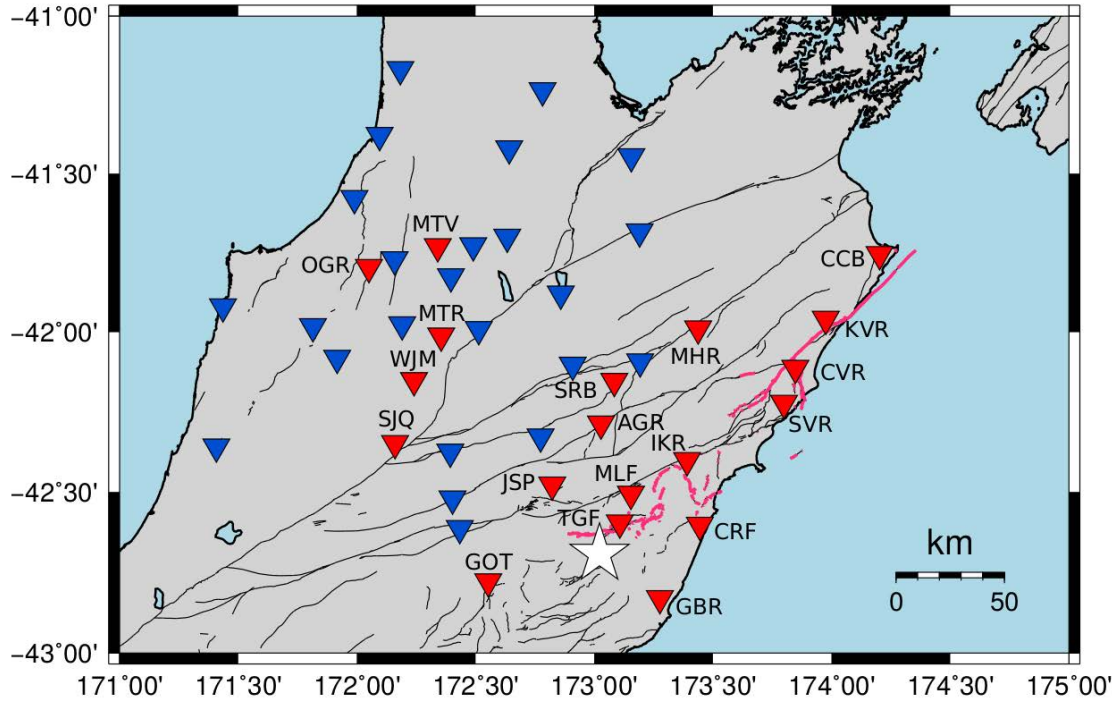 −41˚00'
−41˚30'
MTV
OGR
CCB
−42˚00'
MTR
KVR
WJM
MHR
CVR
SRB
SJQ
AGR
SVR
IKR
−42˚30'
JSP
MLF
TGF
CRF
km
GOT
0
50
GBR
−43˚00'
171˚00'
171˚30'
172˚00'
172˚30'
173˚00'
173˚30'
174˚00'
174˚30'
175˚00'